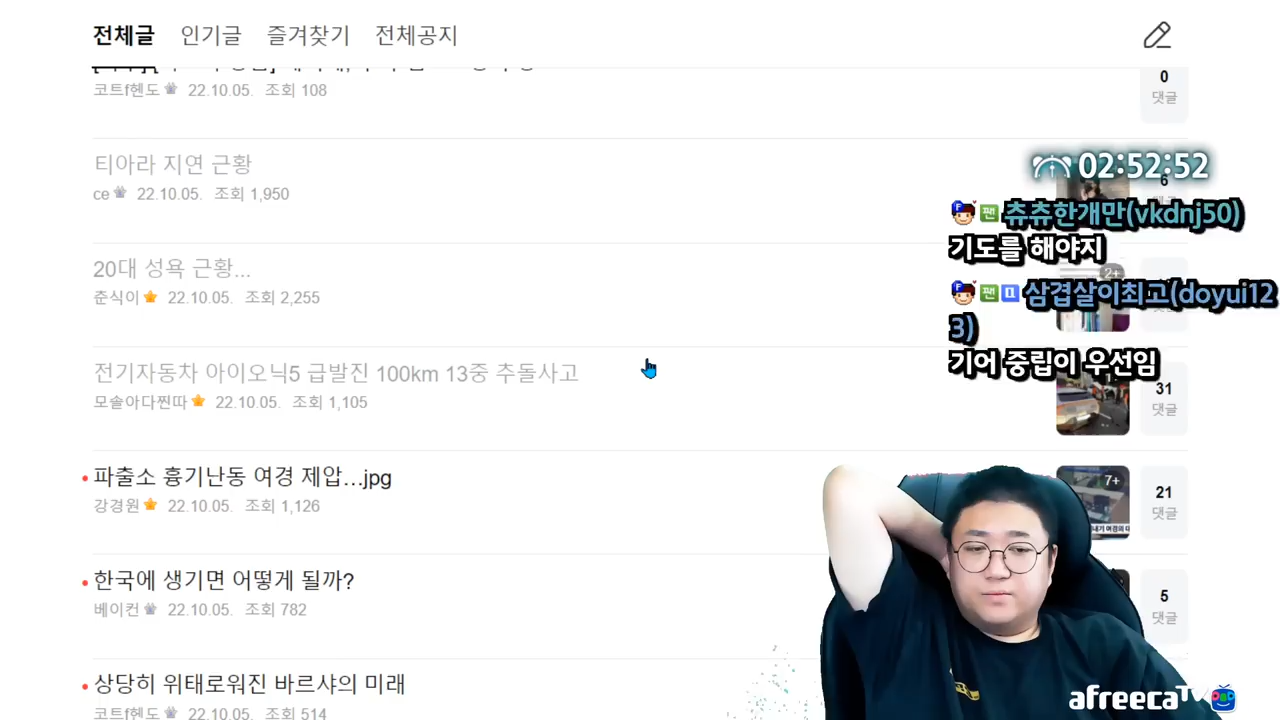 전체글 인기글 즐겨찾기 전체공지
코트f헨도 22.10.05. 조회 108
0
댓글
티아라 지연 근황
ce 22.10.05. 조회 1,950
6
02:52:52
츄츄한개만(vkdnj50)
기도를 해야지
20대 성욕 근황...
춘식이 22.10.05. 조회 2,255
2+
삼겹살이최고(doyui12
3)
기어 중립이 우선임
전기자동차 아이오닉5 급발진 100km 13중 추돌사고
모솔아다찐따 22.10.05. 조회 1,105
31
댓글
파출소 흉기난동 여경 제압...jpg
강경원 22.10.05. 조회 1,126
7+
21
댓글
한국에 생기면 어떻게 될까?
베이컨 22.10.05. 조회 782
5
댓글
상당히 위태로워진 바르샤의 미래
코트f헨도 22.10.05. 조회 514
afreecaTV